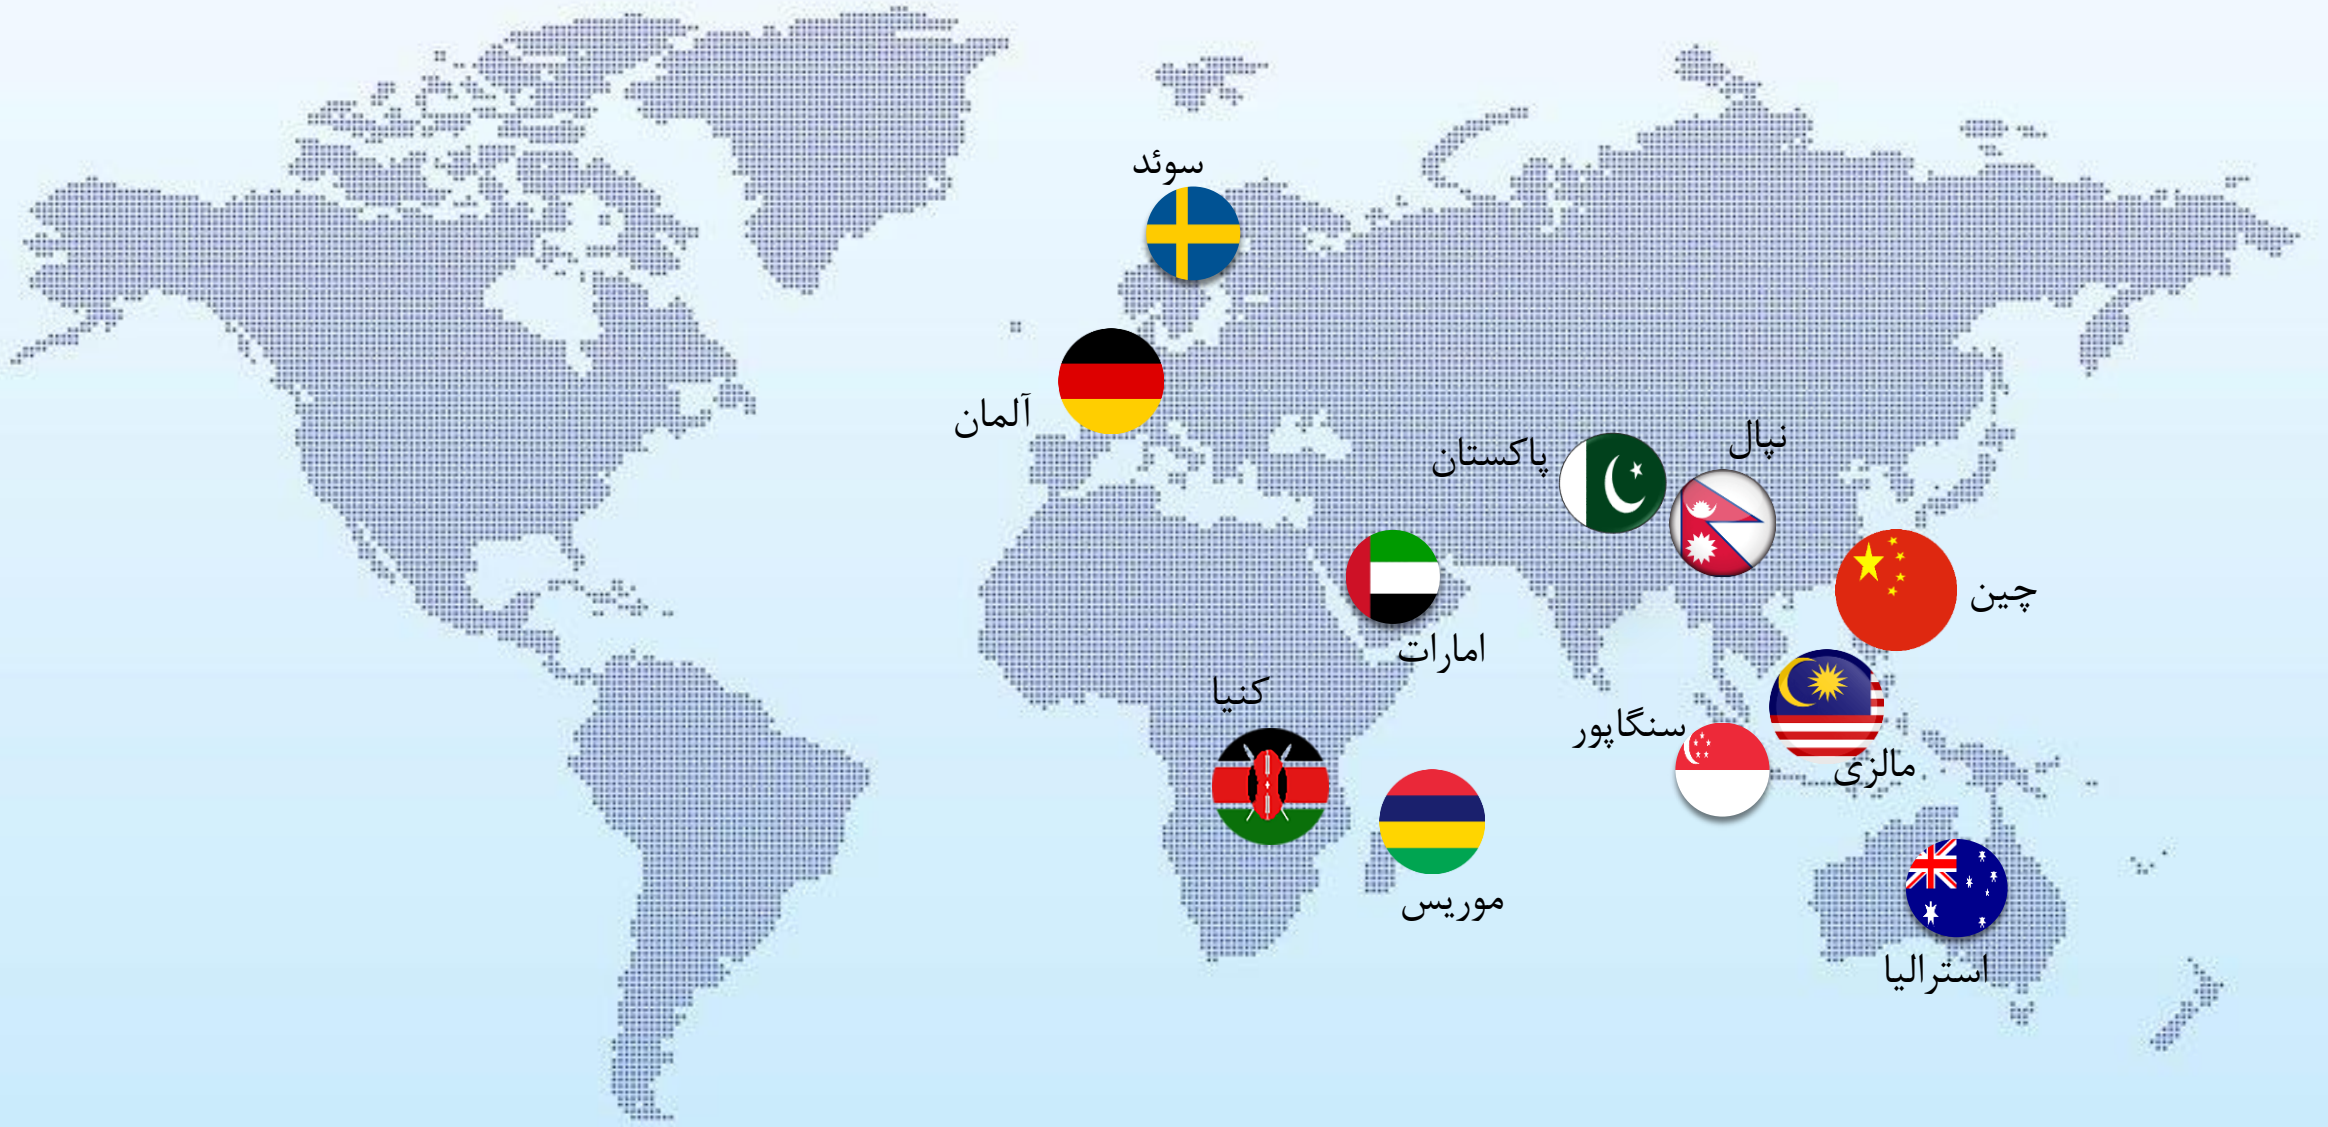 سوئد
آلمان
نپال
پاکستان
چین
امارات
کنیا
سنگاپور
مالزی
موریس
استرالیا